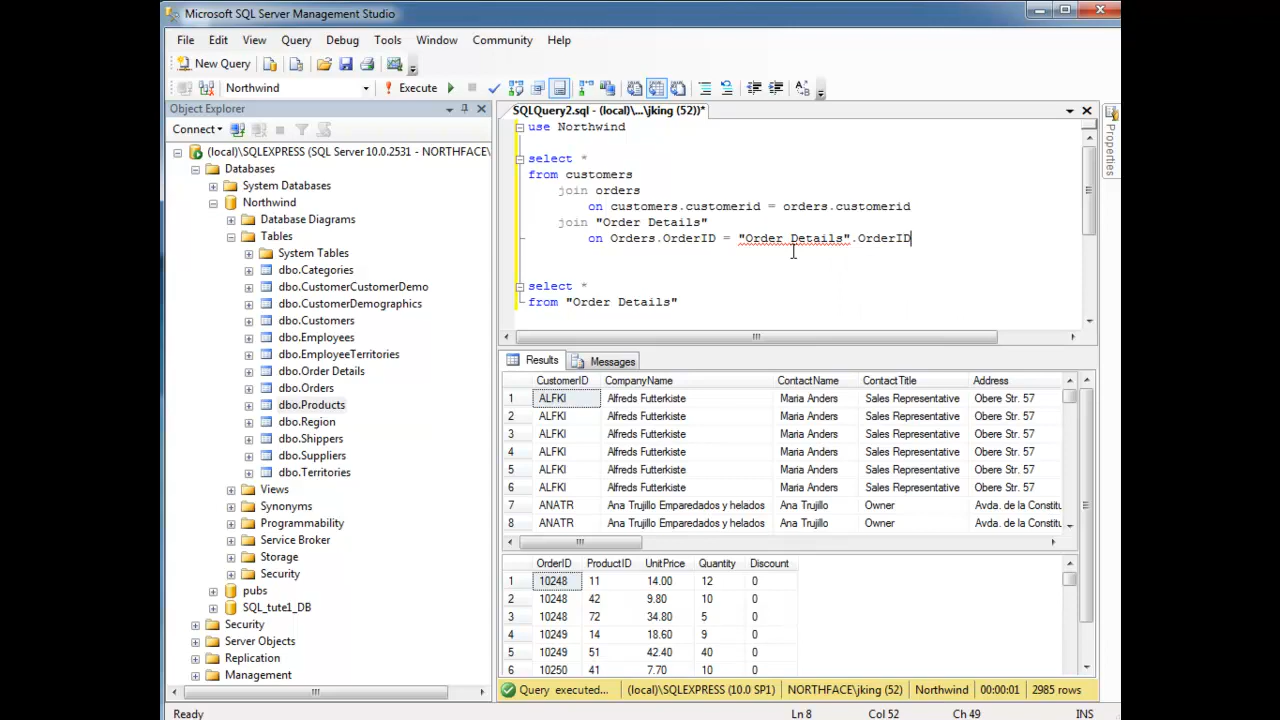 Microsoft SQL Server Management Studio
File Edit View Query Debug Tools Window Community Help
New Query
Northwind Execute
Object Explorer
Connect
(local)\SQLEXPRESS (SQL Server 10.0.2531 - NORTHFACE\
Databases
System Databases
Northwind
Database Diagrams
Tables
System Tables
dbo.Categories
dbo.CustomerCustomerDemo
dbo.CustomerDemographics
dbo.Customers
dbo.Employees
dbo.EmployeeTerritories
dbo.Order Details
dbo.Orders
dbo.Products
dbo.Region
dbo.Shippers
dbo.Suppliers
dbo.Territories
Views
Synonyms
Programmability
Service Broker
Storage
Security
pubs
SQL_tute1_DB
Security
Server Objects
Replication
Management
SQLQuery2.sql - (local)\...\jking (52))*
use Northwind
select *
from customers
join orders
on customers.customerid = orders.customerid
join "Order Details"
on Orders.OrderID = "Order Details".OrderID
select *
from "Order Details"
Properties
Results Messages
CustomerID CompanyName ContactName ContactTitle Address
1 ALFKI Alfreds Futterkiste Maria Anders Sales Representative Obere Str. 57
2 ALFKI Alfreds Futterkiste Maria Anders Sales Representative Obere Str. 57
3 ALFKI Alfreds Futterkiste Maria Anders Sales Representative Obere Str. 57
4 ALFKI Alfreds Futterkiste Maria Anders Sales Representative Obere Str. 57
5 ALFKI Alfreds Futterkiste Maria Anders Sales Representative Obere Str. 57
6 ALFKI Alfreds Futterkiste Maria Anders Sales Representative Obere Str. 57
7 ANATR Ana Trujillo Emparedados y helados Ana Trujillo Owner Avda. de la Constitu
8 ANATR Ana Trujillo Emparedados y helados Ana Trujillo Owner Avda. de la Constitu
OrderID ProductID UnitPrice Quantity Discount
1 10248 11 14.00 12 0
2 10248 42 9.80 10 0
3 10248 72 34.80 5 0
4 10249 14 18.60 9 0
5 10249 51 42.40 40 0
6 10250 41 7.70 10 0
Query executed... (local)\SQLEXPRESS (10.0 SP1) NORTHFACE\jking (52) Northwind 00:00:01 2985 rows
Ready Ln 8 Col 52 Ch 49 INS